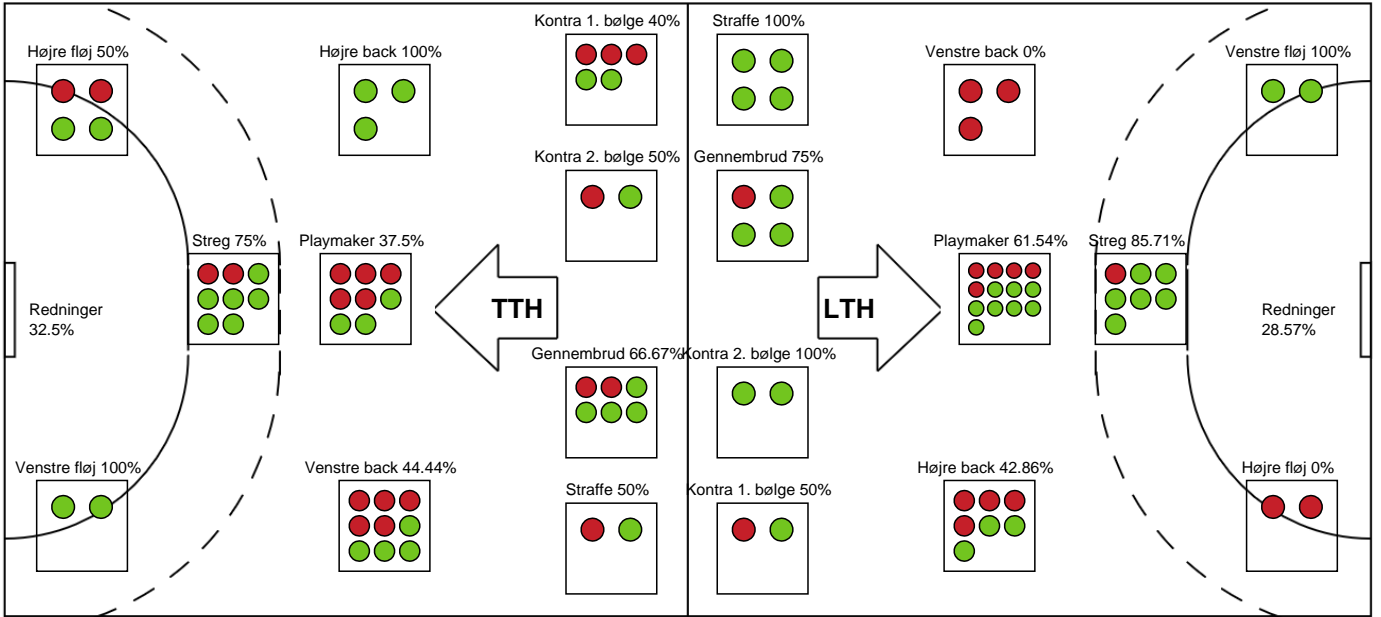 Kontra 1. bølge 40%
Straffe 100%
Højre fløj 50%
Højre back 100%
Venstre back 0%
Venstre fløj 100%
Kontra 2. bølge 50%
Gennembrud 75%
Streg 75%
Playmaker 37.5%
Playmaker 61.54%
Streg 85.71%
Redninger
32.5%
TTH
LTH
Redninger
28.57%
Gennembrud 66.67%
Kontra 2. bølge 100%
Venstre fløj 100%
Venstre back 44.44%
Højre back 42.86%
Højre fløj 0%
Straffe 50%
Kontra 1. bølge 50%